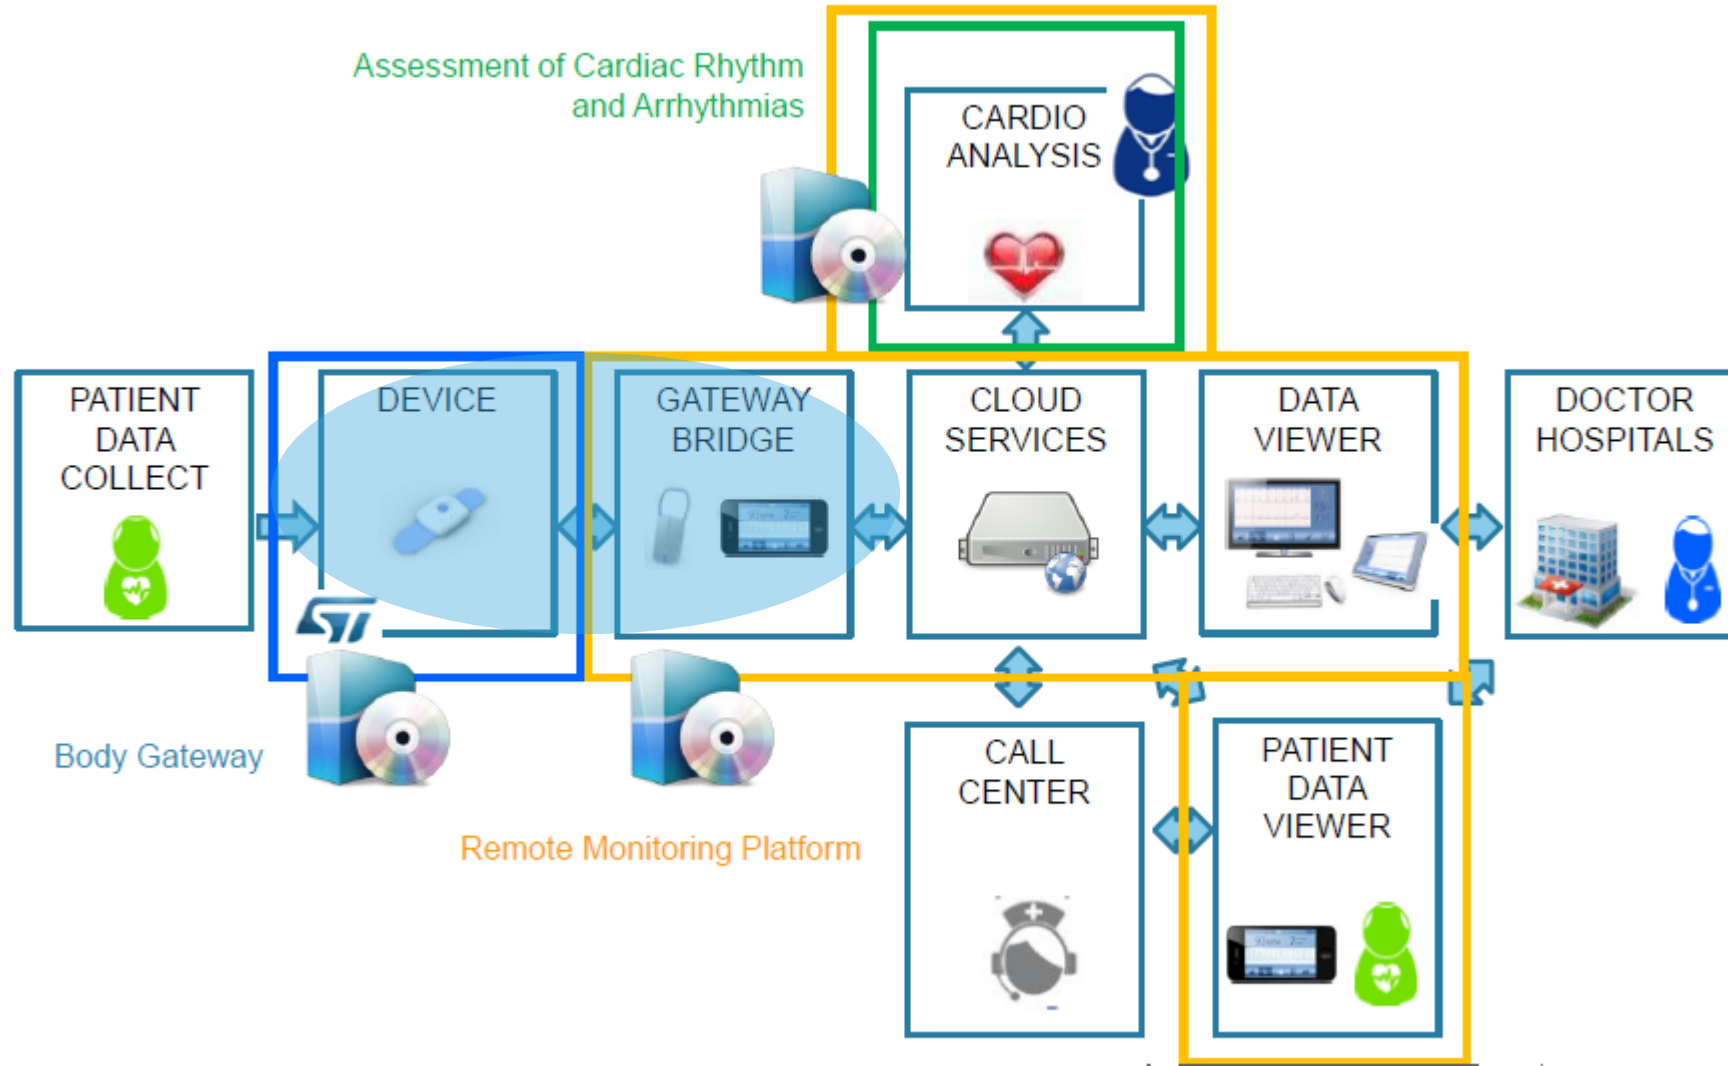 Assessment of Cardiac Rhythm
and Arrhythmias
CARDIO
ANALYSIS
PATIENT
DATA
COLLECT
DEVICE
GATEWAY
BRIDGE
CLOUD
SERVICES
DATA
VIEWER
DOCTOR
HOSPITALS
ST
Body Gateway
Remote Monitoring Platform
CALL
CENTER
PATIENT
DATA
VIEWER